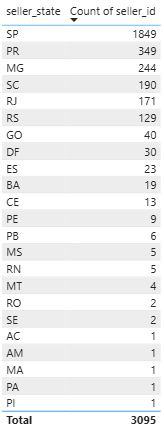 seller_state Count of seller_id
SP 1849
PR 349
MG 244
SC 190
RJ 171
RS 129
GO 40
DF 30
ES 23
BA 19
CE 13
PE 9
PB 6
MS 5
RN 5
MT 4
RO 2
SE 2
AC 1
AM 1
MA 1
PA 1
PI 1
Total 3095